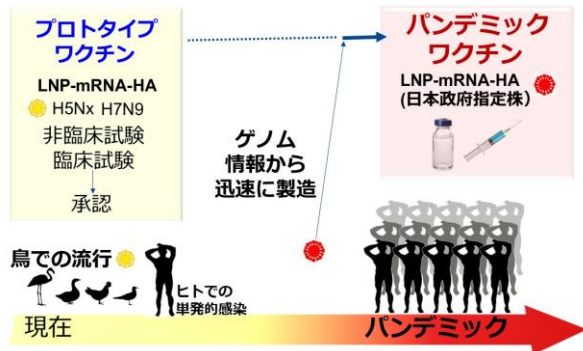 プロトタイプ
ワクチン
LNP-mRNA-HA
H5Nx H7N9
非臨床試験
臨床試験
承認
ゲノム
情報から
迅速に製造
パンデミック
ワクチン
LNP-mRNA-HA
(日本政府指定株）
鳥での流行
ヒトでの
単発的感染
現在
パンデミック